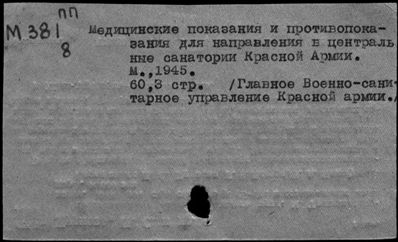 пп
М 381
8
Медицинские показания и противопока-
зания для направления в централь
ные санатории Красной Армии.
М.,1945.
60,3 стр. /Главное Военно-сани
тарное управление Красной армии./